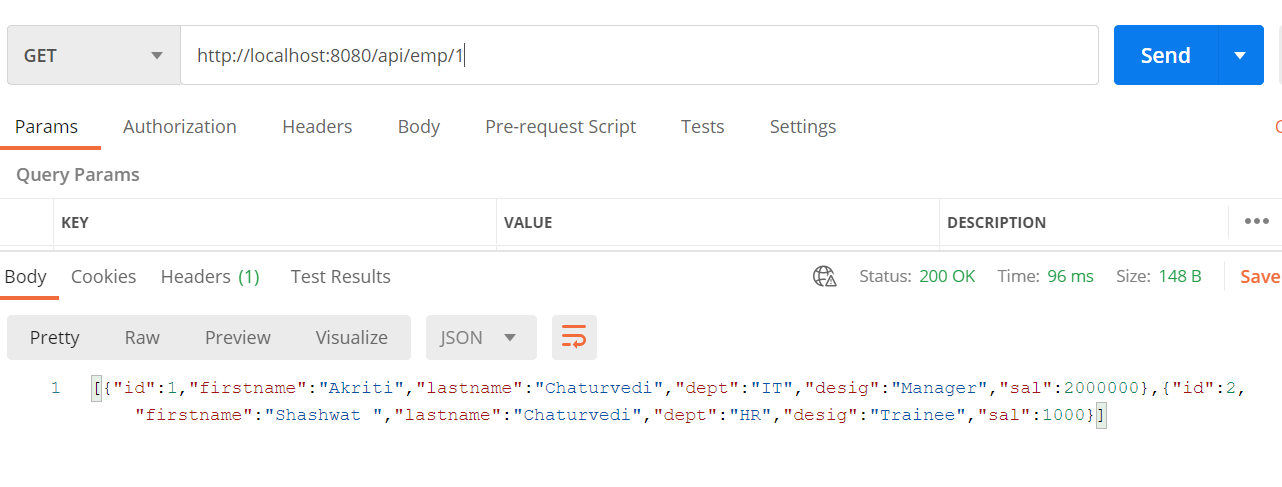 GET http://localhost:8080/api/emp/1 Send
Params Authorization Headers Body Pre-request Script Tests Settings
Query Params
KEY VALUE DESCRIPTION
Body Cookies Headers (1) Test Results Status: 200 OK Time: 96 ms Size: 148 B Save
Pretty Raw Preview Visualize JSON
1 [{"id":1,"firstname":"Akriti","lastname":"Chaturvedi","dept":"IT","desig":"Manager","sal":2000000},{"id":2,
"firstname":"Shashwat ","lastname":"Chaturvedi","dept":"HR","desig":"Trainee","sal":1000}]